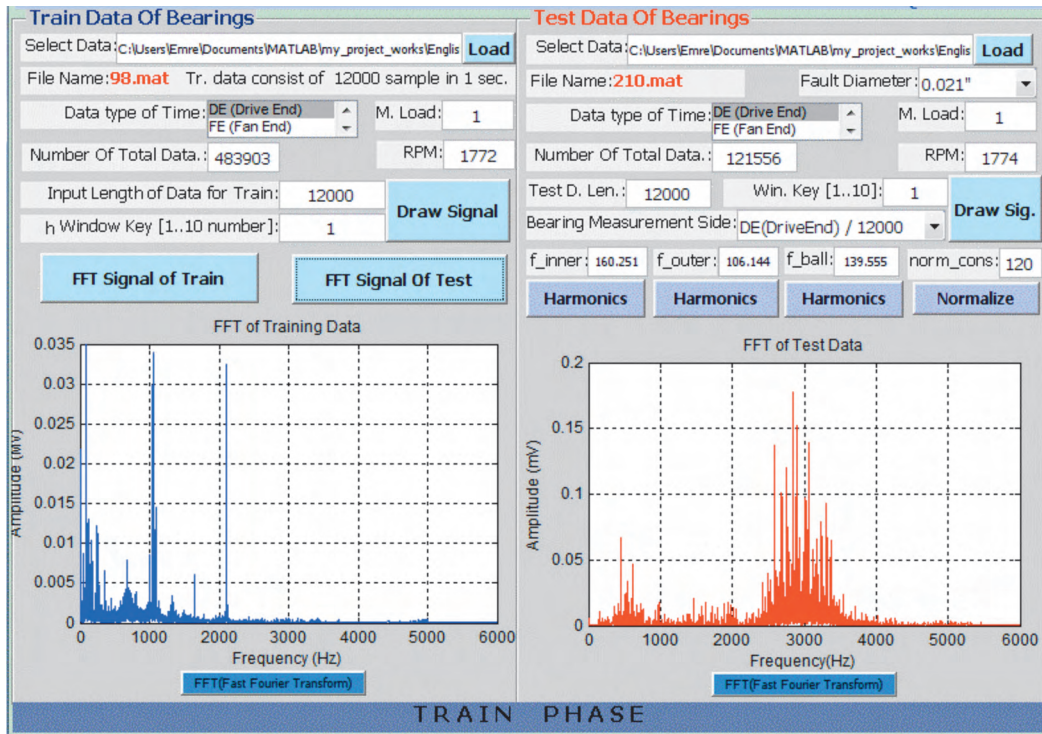 Train Data Of Bearings
Select Data: C:\Users\Emre\Documents\MATLAB\my_project_works\Englis Load
File Name: 98.mat Tr. data consist of 12000 sample in 1 sec.
Data type of Time: DE (Drive End) M. Load: 1
FE (Fan End)
Number Of Total Data.: 483903 RPM: 1772
Input Length of Data for Train: 12000
Draw Signal
h Window Key [1..10 number]: 1
FFT Signal of Train FFT Signal Of Test
FFT of Training Data
0.035
0.03
0.025
0.02
0.015
0.01
0.005
0
Amplitude (MV)
0 1000 2000 3000 4000 5000 6000
Frequency (Hz)
FFT(Fast Fourier Transform)
Test Data Of Bearings
Select Data: C:\Users\Emre\Documents\MATLAB\my_project_works\Englis Load
File Name: 210.mat Fault Diameter: 0.021"
Data type of Time: DE (Drive End) M. Load: 1
FE (Fan End)
Number Of Total Data.: 121556 RPM: 1774
Test D. Len.: 12000 Win. Key [1..10]: 1
Draw Sig.
Bearing Measurement Side: DE(DriveEnd) / 12000
f_inner: 160.251 f_outer: 106.144 f_ball: 139.555 norm_cons: 120
Harmonics Harmonics Harmonics Normalize
FFT of Test Data
0.2
0.15
0.1
0.05
0
Amplitude (mV)
0 1000 2000 3000 4000 5000 6000
Frequency(Hz)
FFT(Fast Fourier Transform)
TRAIN PHASE